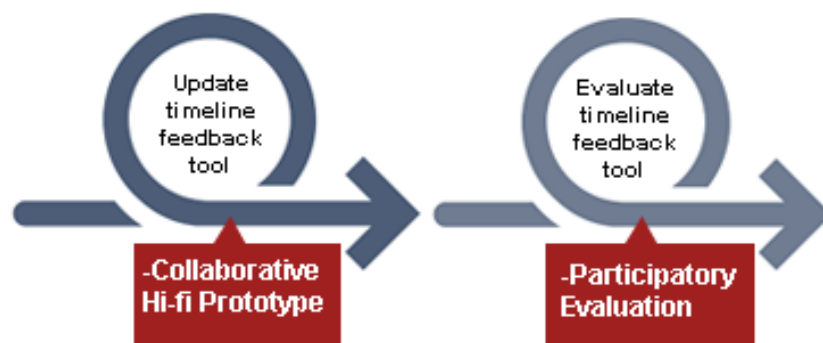 Update
timeline
feedback
tool
-Collaborative
Hi-fi Prototype
Evaluate
timeline
feedback
tool
-Participatory
Evaluation